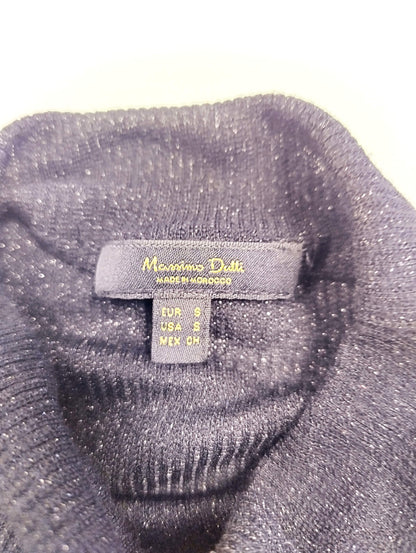 Massimo Dutti
MADE IN MOROCCO
EUR S
USA S
MEX CH